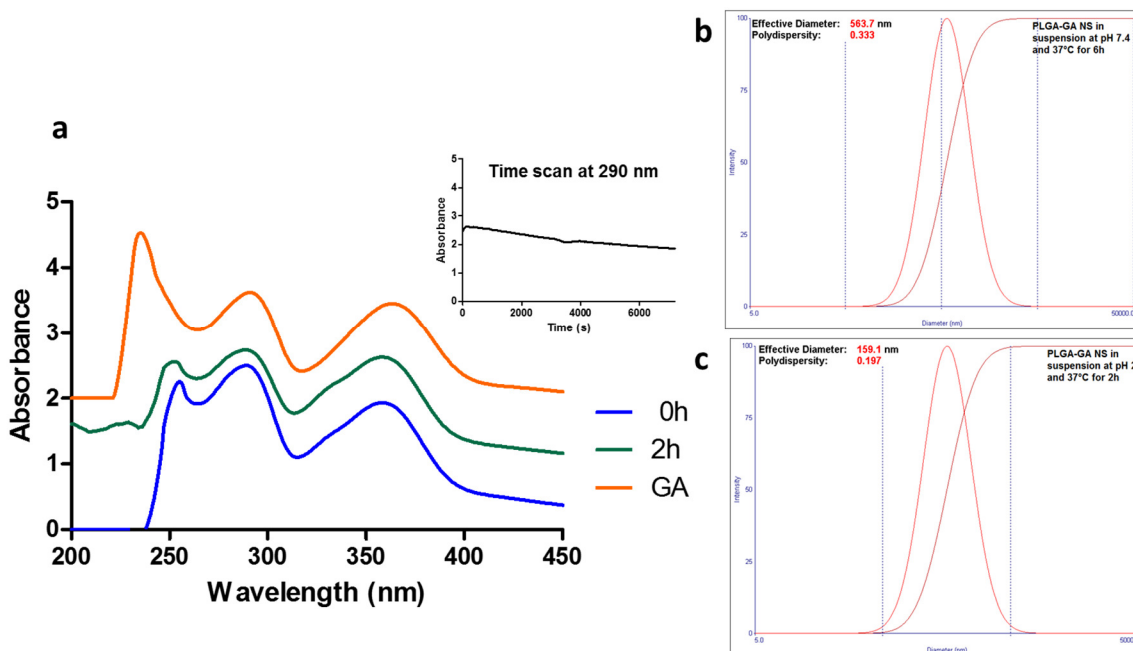 a
Time scan at 290 nm
Absorbance
5
4
3
2
1
0
0
2000
4000
6000
Time (s)
Absorbance
5
4
3
2
1
0
200
250
300
350
400
450
Wavelength (nm)
0h
2h
GA
b
Effective Diameter: 563.7 nm
Polydispersity: 0.333
PLGA-GA NS in
suspension at pH 7.4
and 37°C for 6h
Intensity
100
75
50
25
0
5.0
50000.0
Diameter (nm)
c
Effective Diameter: 159.1 nm
Polydispersity: 0.197
PLGA-GA NS in
suspension at pH 2
and 37°C for 2h
Intensity
100
75
50
25
0
5.0
5000
Diameter (nm)